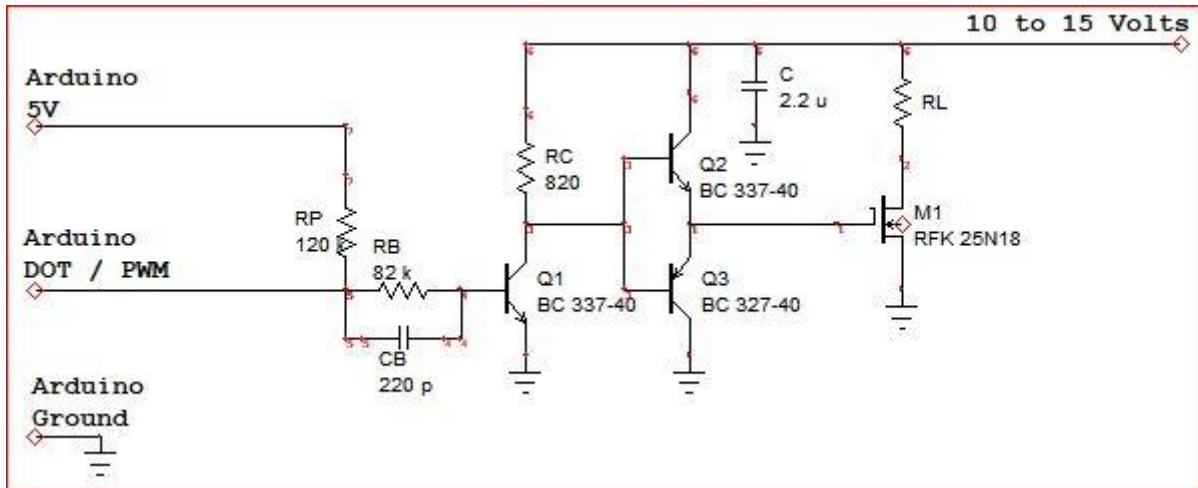 10 to 15 Volts
Arduino
5V
C
2.2 u
RL
RC
820
Q2
BC 337-40
RP
120 k
M1
RFK 25N18
Arduino
DOT / PWM
RB
82 k
Q1
BC 337-40
Q3
BC 327-40
CB
220 p
Arduino
Ground